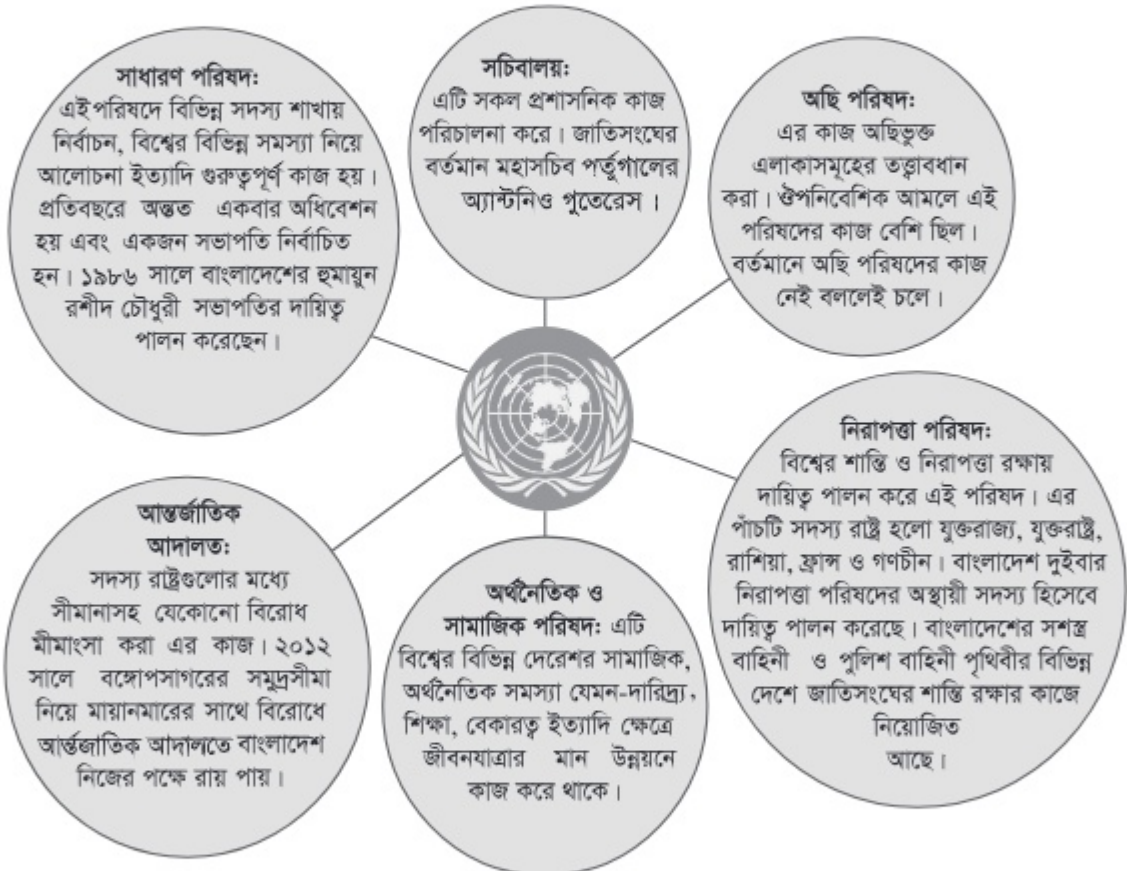 সাধারণ পরিষদ:
এই পরিষদে বিভিন্ন সদস্য শাখায়
নির্বাচন, বিশ্বের বিভিন্ন সমস্যা নিয়ে
আলোচনা ইত্যাদি গুরুত্বপূর্ণ কাজ হয়।
প্রতিবছরে অন্তত একবার অধিবেশন
হয় এবং একজন সভাপতি নির্বাচিত
হন। ১৯৮৬ সালে বাংলাদেশের হুমায়ুন
রশীদ চৌধুরী সভাপতির দায়িত্ব
পালন করেছেন।
সচিবালয়:
এটি সকল প্রশাসনিক কাজ
পরিচালনা করে। জাতিসংঘের
বর্তমান মহাসচিব পর্তুগালের
অ্যান্টনিও গুতেরেস ।
অছি পরিষদ:
এর কাজ অছিভুক্ত
এলাকাসমূহের তত্ত্বাবধান
করা। ঔপনিবেশিক আমলে এই
পরিষদের কাজ বেশি ছিল।
বর্তমানে অছি পরিষদের কাজ
নেই বললেই চলে।
আন্তর্জাতিক
আদালত:
সদস্য রাষ্ট্রগুলোর মধ্যে
সীমানাসহ যেকোনো বিরোধ
মীমাংসা করা এর কাজ। ২০১২
সালে বঙ্গোপসাগরের সমুদ্রসীমা
নিয়ে মায়ানমারের সাথে বিরোধে
আর্ন্তজাতিক আদালতে বাংলাদেশ
নিজের পক্ষে রায় পায়।
অর্থনৈতিক ও
সামাজিক পরিষদ: এটি
বিশ্বের বিভিন্ন দেরেশর সামাজিক,
অর্থনৈতিক সমস্যা যেমন-দারিদ্র্য,
শিক্ষা, বেকারত্ব ইত্যাদি ক্ষেত্রে
জীবনযাত্রার মান উন্নয়নে
কাজ করে থাকে।
নিরাপত্তা পরিষদ:
বিশ্বের শান্তি ও নিরাপত্তা রক্ষায়
দায়িত্ব পালন করে এই পরিষদ। এর
পাঁচটি সদস্য রাষ্ট্র হলো যুক্তরাজ্য, যুক্তরাষ্ট্র,
রাশিয়া, ফ্রান্স ও গণচীন। বাংলাদেশ দুইবার
নিরাপত্তা পরিষদের অস্থায়ী সদস্য হিসেবে
দায়িত্ব পালন করেছে। বাংলাদেশের সশস্ত্র
বাহিনী ও পুলিশ বাহিনী পৃথিবীর বিভিন্ন
দেশে জাতিসংঘের শান্তি রক্ষার কাজে
নিয়োজিত
আছে।